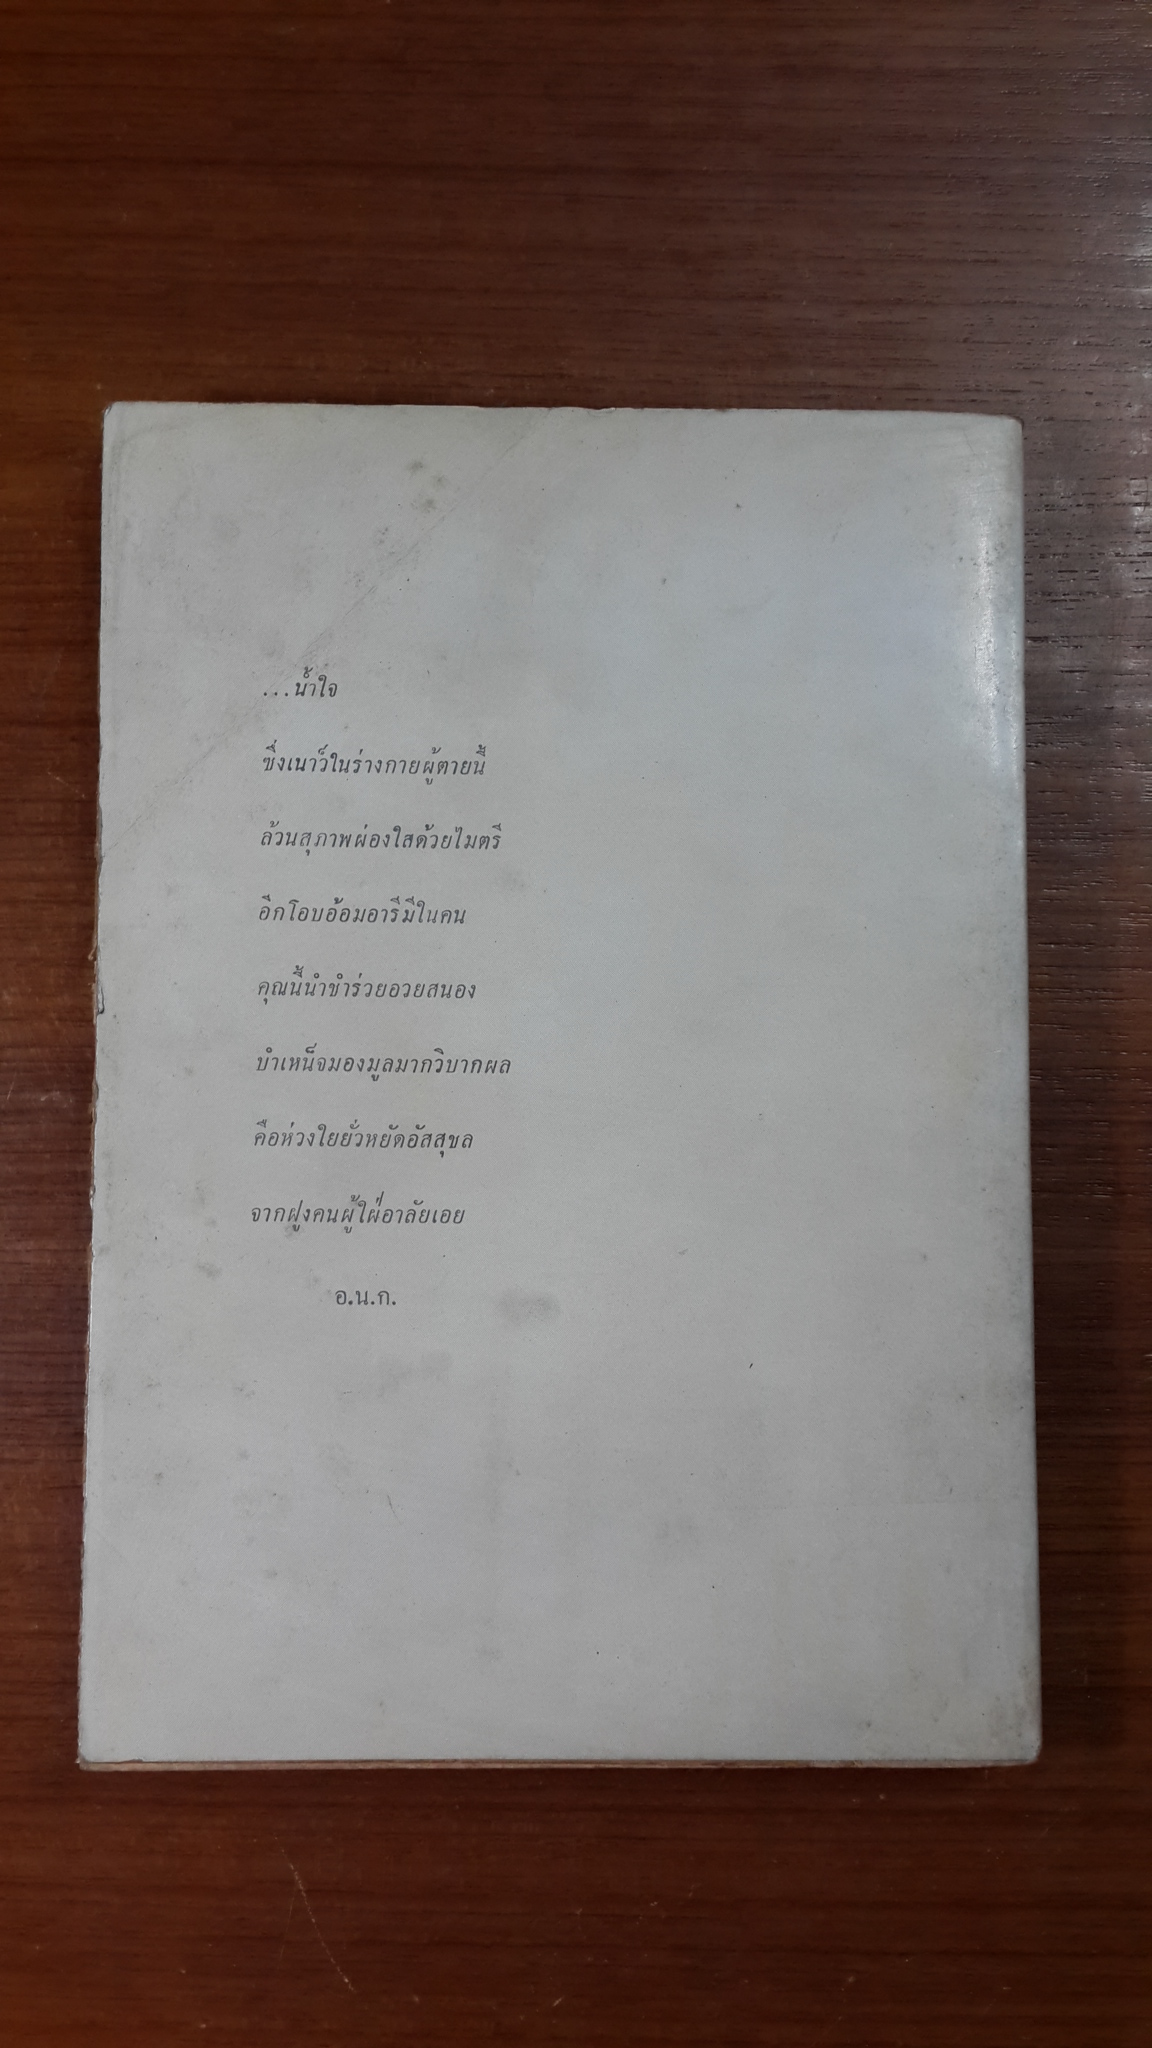 ...น้ำใจ
ซึ่งเนาว์ในร่างกายผู้ตายนี้
ล้วนสุภาพผ่องใสด้วยไมตรี
อีกโอบอ้อมอารีมีในคน
คุณนี้นำชำร่วยอวยสนอง
บำเหน็จมองมูลมากวิบากผล
คือห่วงใยยั่วหยัดอัสสุชล
จากฝูงคนผู้ใฝ่อาลัยเอย
อ.น.ก.